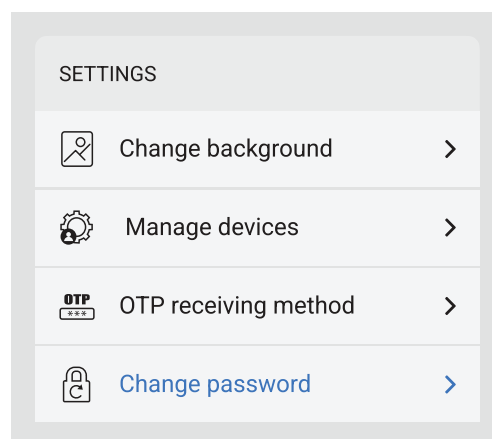 SETTINGS
Change background
Manage devices
OTP
***
OTP receiving method
Change password